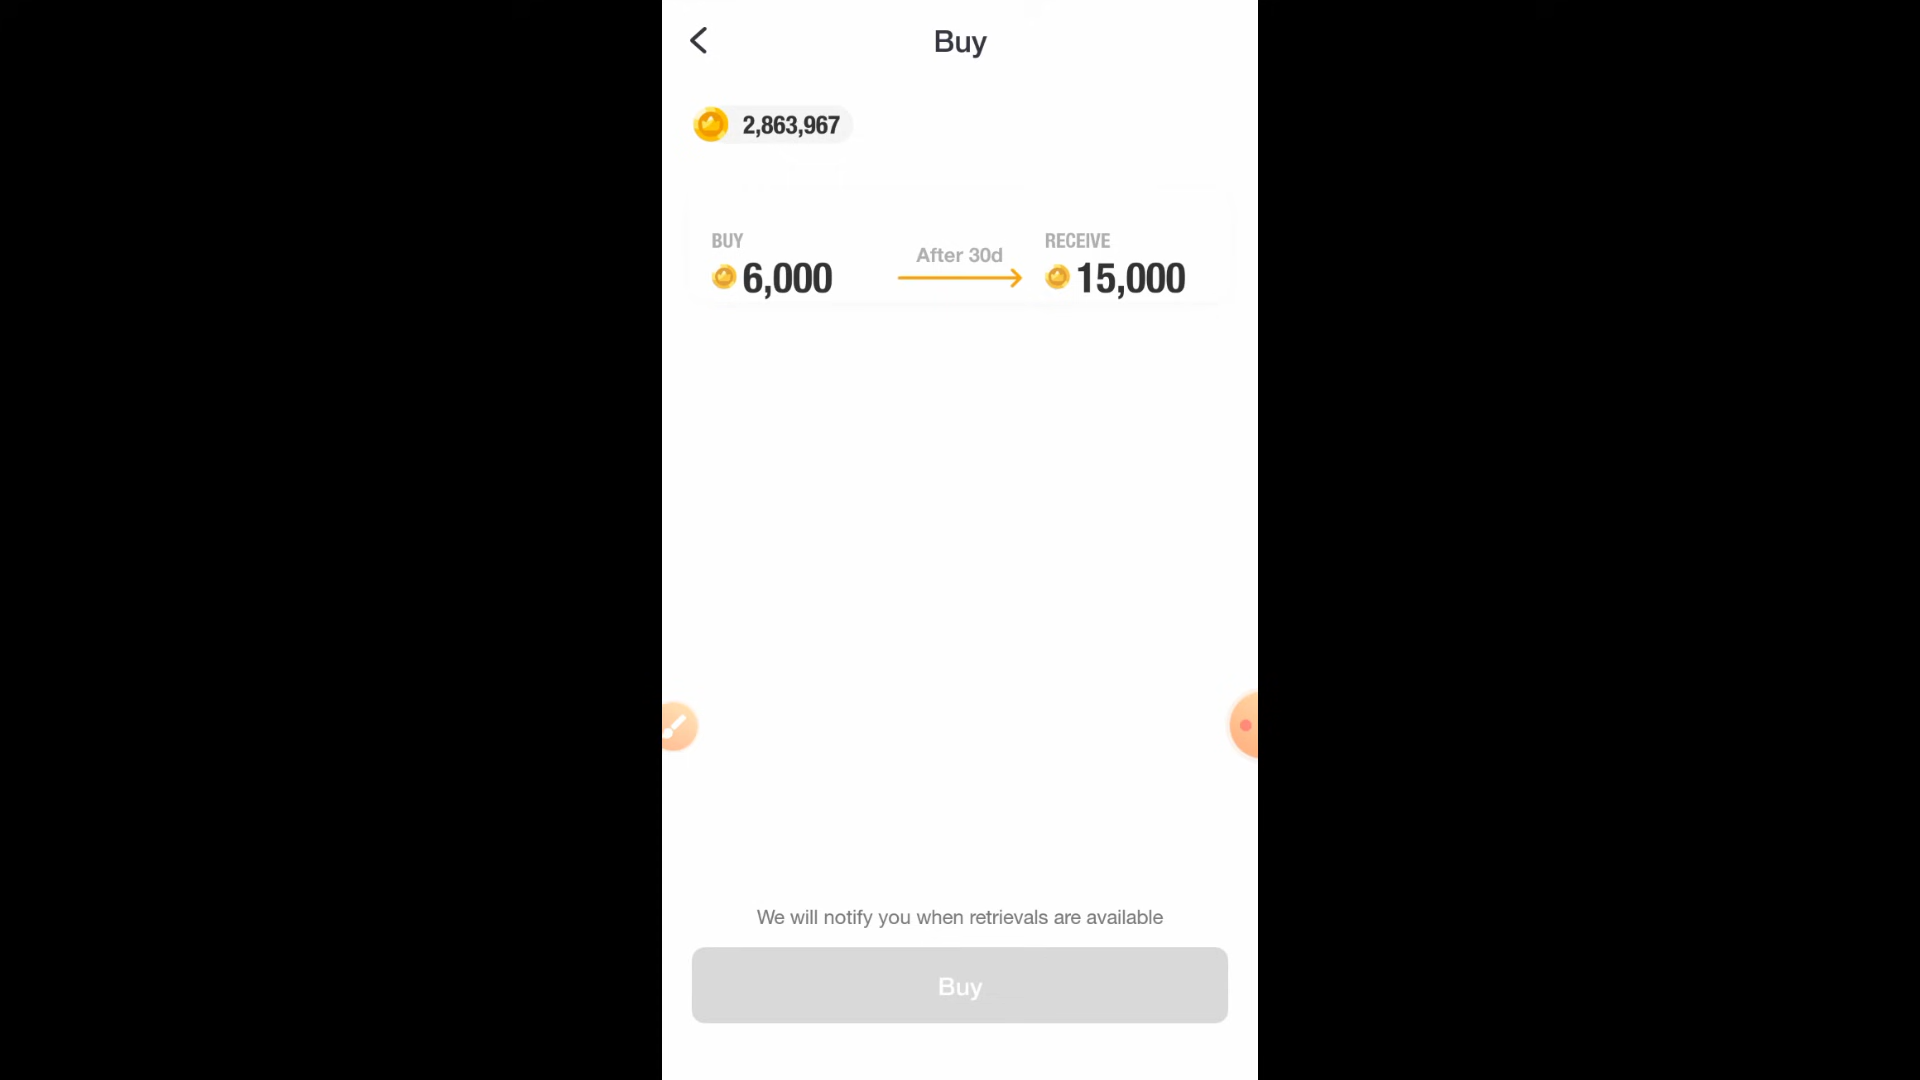 Buy
2,863,967
BUY
After 30d
RECEIVE
6,000
15,000
We will notify you when retrievals are available
Buy